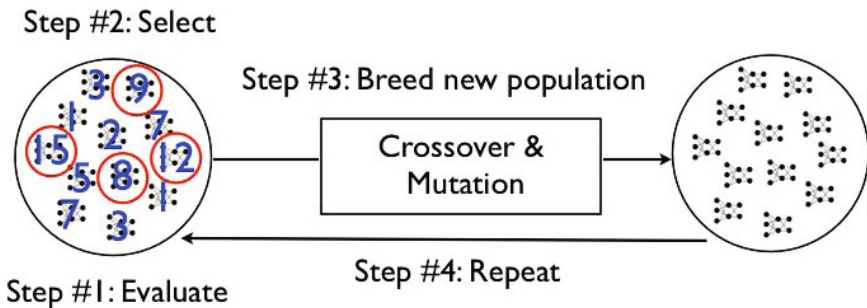 Step #2: Select
3 9
1 7
2
15 12
5 8
1
7 3
Step #1: Evaluate
Step #3: Breed new population
Crossover &
Mutation
Step #4: Repeat